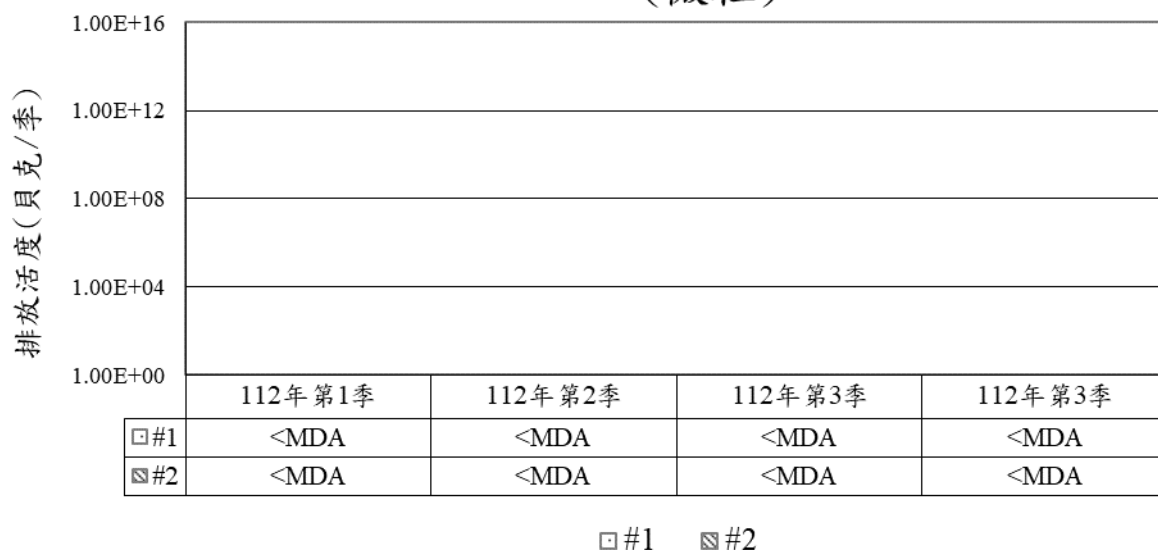 1.00E+16
1.00E+12
1.00E+08
1.00E+04
1.00E+00
排放活度(貝克/季)
112年第1季 112年第2季 112年第3季 112年第3季
#1 <MDA <MDA <MDA <MDA
#2 <MDA <MDA <MDA <MDA
#1 #2